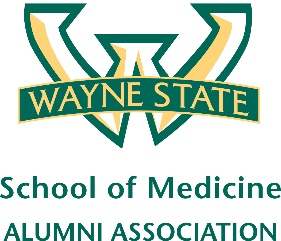 WAYNE STATE
School of Medicine
ALUMNI ASSOCIATION